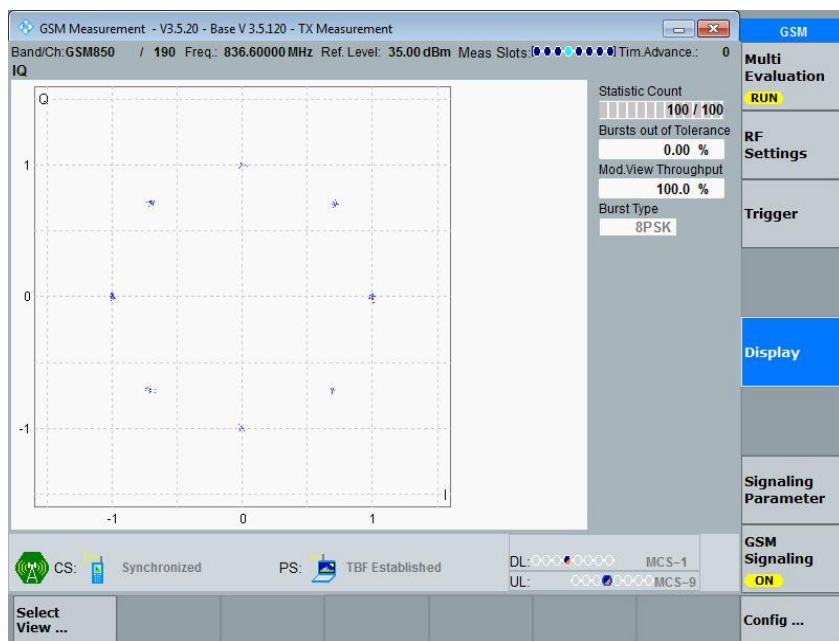 GSM Measurement - V3.5.20 - Base V 3.5.120 - TX Measurement
Band/Ch:GSM850 / 190 Freq.: 836.60000 MHz Ref. Level: 35.00 dBm Meas Slots: Tim.Advance.: 0
IQ
Q
1
0
-1
I
-1 0 1
Statistic Count
100 / 100
Bursts out of Tolerance
0.00 %
Mod.View Throughput
100.0 %
Burst Type
8PSK
CS: Synchronized
PS: TBF Established
DL: MCS-1
UL: MCS-9
Select
View ...
GSM
Multi
Evaluation
RUN
RF
Settings
Trigger
Display
Signaling
Parameter
GSM
Signaling
ON
Config ...